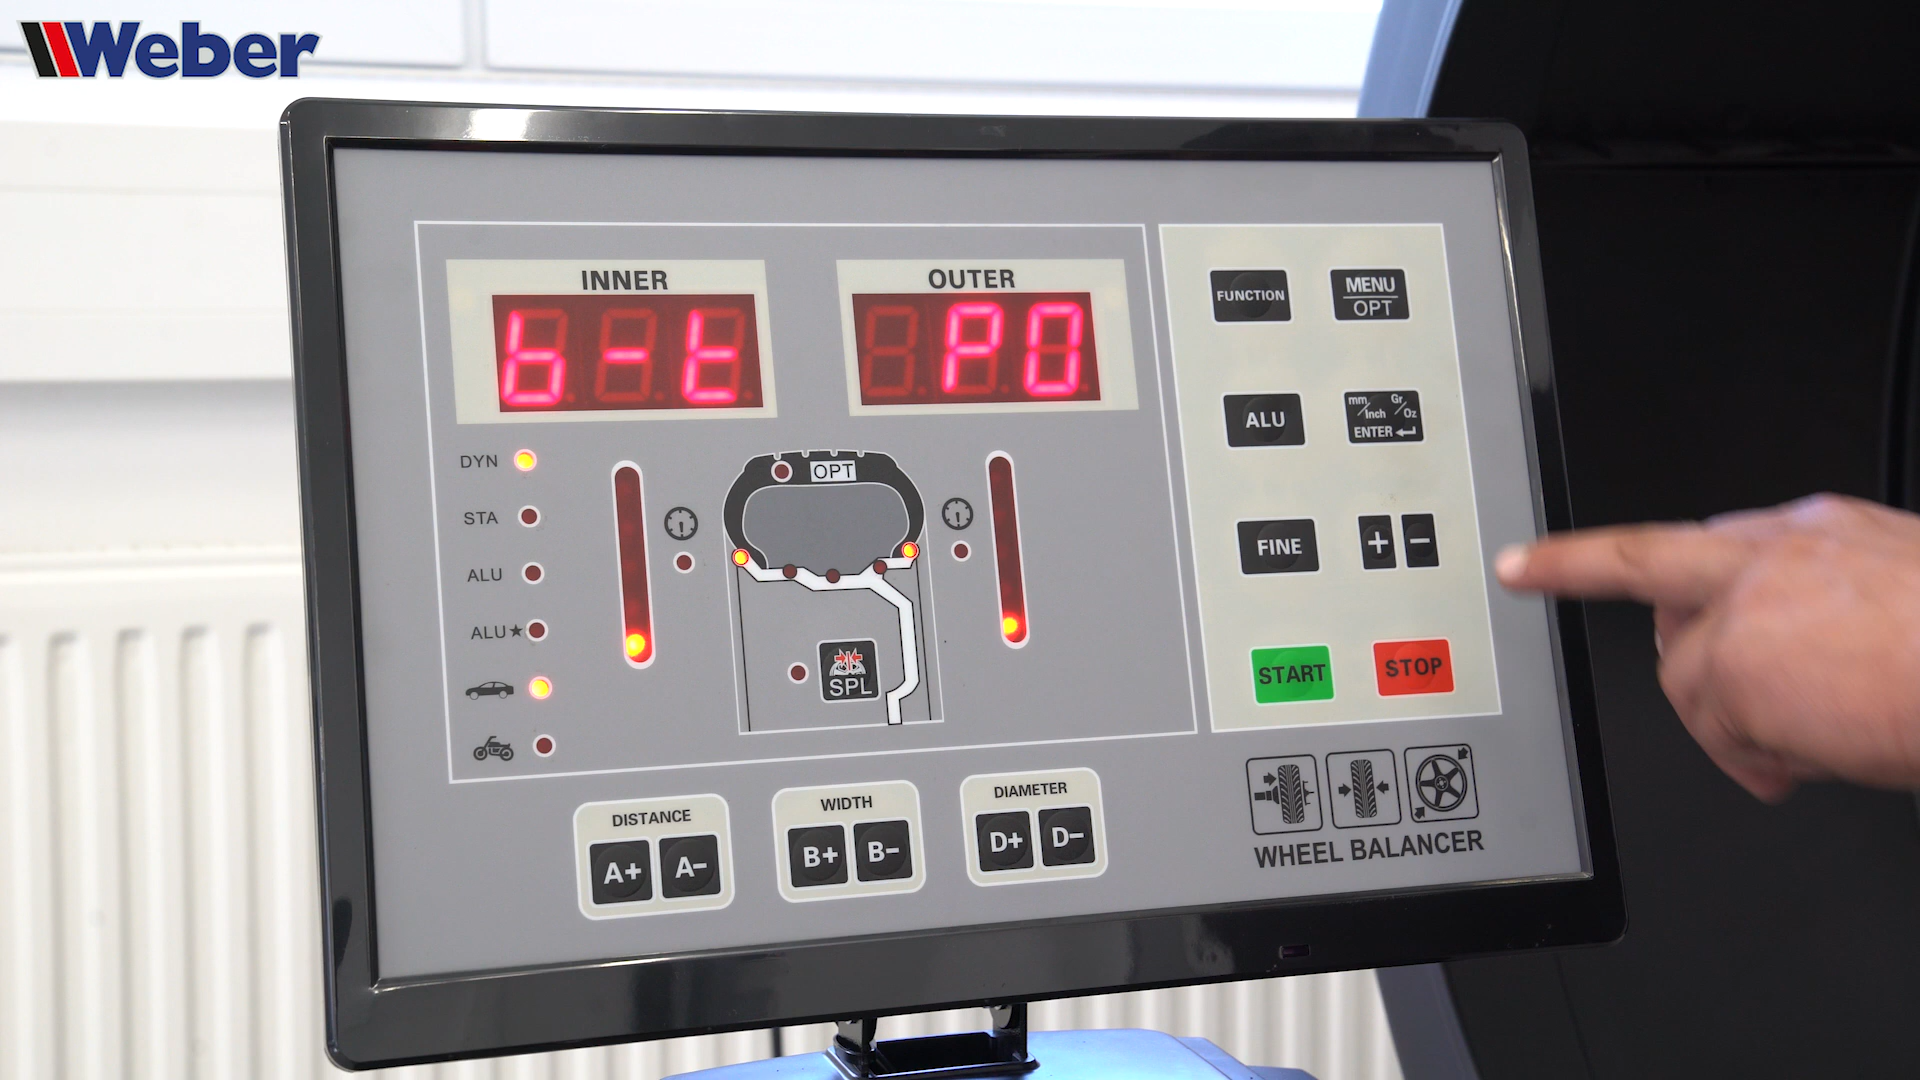 Weber
INNER
OUTER
b-t
P0
FUNCTION
MENU
OPT
DYN
STA
ALU
ALU★
OPT
SPL
ALU
mm/Inch Gr/Oz
ENTER
FINE
+ -
START
STOP
DISTANCE
A+ A-
WIDTH
B+ B-
DIAMETER
D+ D-
WHEEL BALANCER